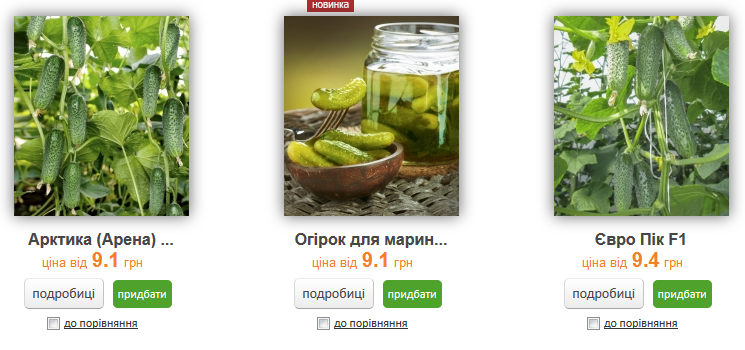 новинка
Арктика (Арена) ...
ціна від 9.1 грн
подробиці придбати
до порівняння
Огірок для марин...
ціна від 9.1 грн
подробиці придбати
до порівняння
Євро Пік F1
ціна від 9.4 грн
подробиці придбати
до порівняння